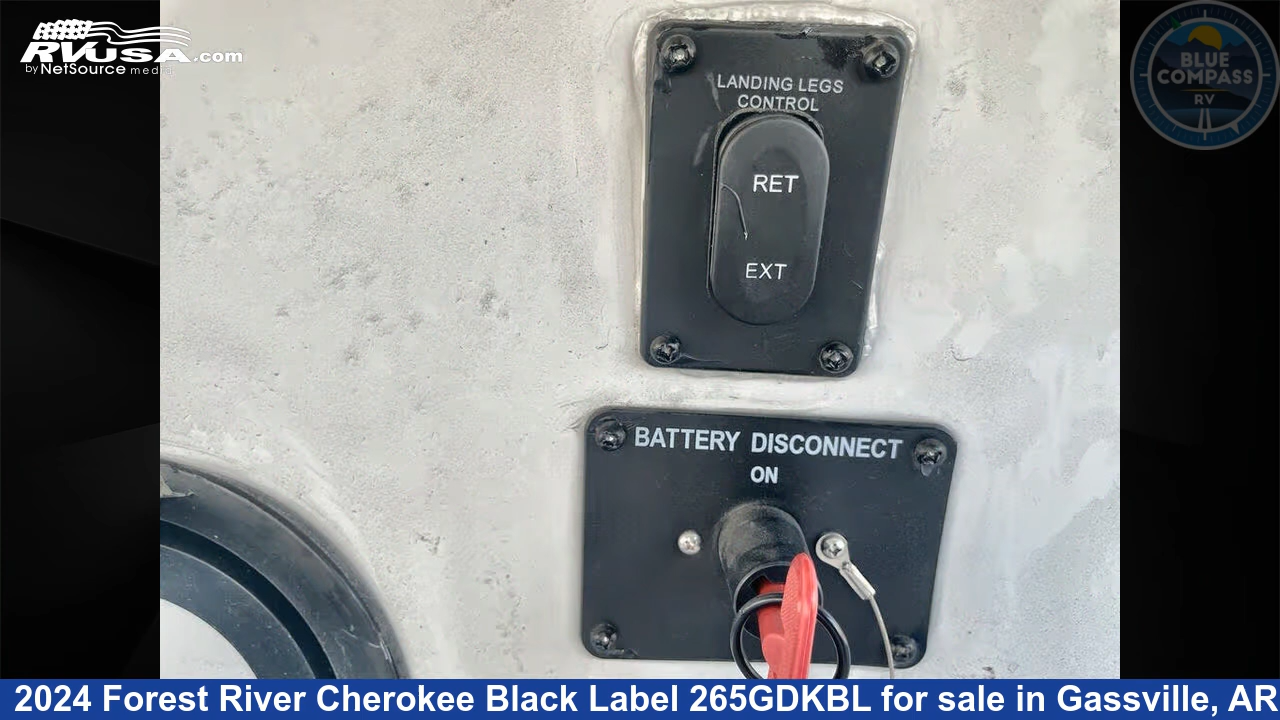 RVUSA.com
by NetSource media
BLUE
COMPASS
RV
LANDING LEGS
CONTROL
RET
EXT
BATTERY DISCONNECT
ON
2024 Forest River Cherokee Black Label 265GDKBL for sale in Gassville, AR